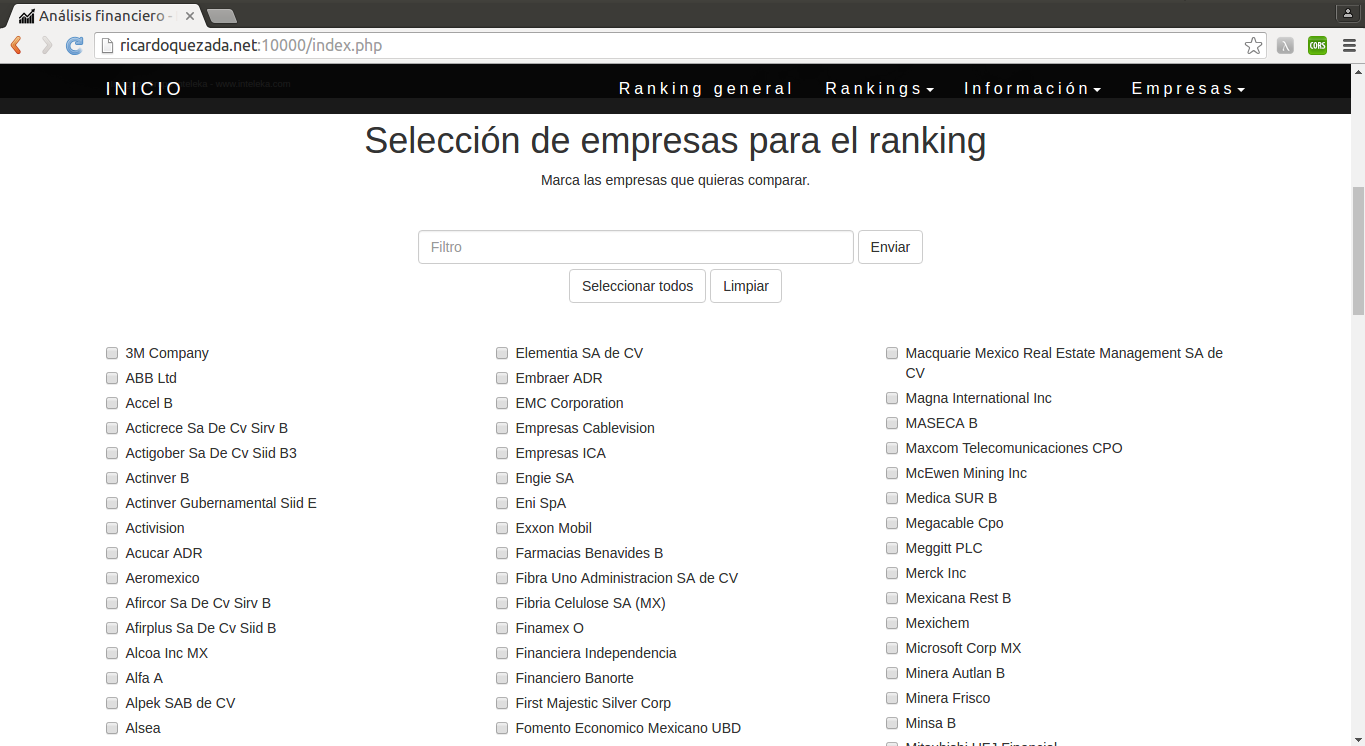 Análisis financiero -
ricardoquezada.net:10000/index.php
CORS
INICIO
Ranking general
Rankings
Información
Empresas
Selección de empresas para el ranking
Marca las empresas que quieras comparar.
Filtro
Enviar
Seleccionar todos
Limpiar
3M Company
ABB Ltd
Accel B
Acticrece Sa De Cv Sirv B
Actigober Sa De Cv Siid B3
Actinver B
Actinver Gubernamental Siid E
Activision
Acucar ADR
Aeromexico
Afircor Sa De Cv Sirv B
Afirplus Sa De Cv Siid B
Alcoa Inc MX
Alfa A
Alpek SAB de CV
Alsea
Elementia SA de CV
Embraer ADR
EMC Corporation
Empresas Cablevision
Empresas ICA
Engie SA
Eni SpA
Exxon Mobil
Farmacias Benavides B
Fibra Uno Administracion SA de CV
Fibria Celulose SA (MX)
Finamex O
Financiera Independencia
Financiero Banorte
First Majestic Silver Corp
Fomento Economico Mexicano UBD
Macquarie Mexico Real Estate Management SA de
CV
Magna International Inc
MASECA B
Maxcom Telecomunicaciones CPO
McEwen Mining Inc
Medica SUR B
Megacable Cpo
Meggitt PLC
Merck Inc
Mexicana Rest B
Mexichem
Microsoft Corp MX
Minera Autlan B
Minera Frisco
Minsa B
Mitsubishi UFJ Financial